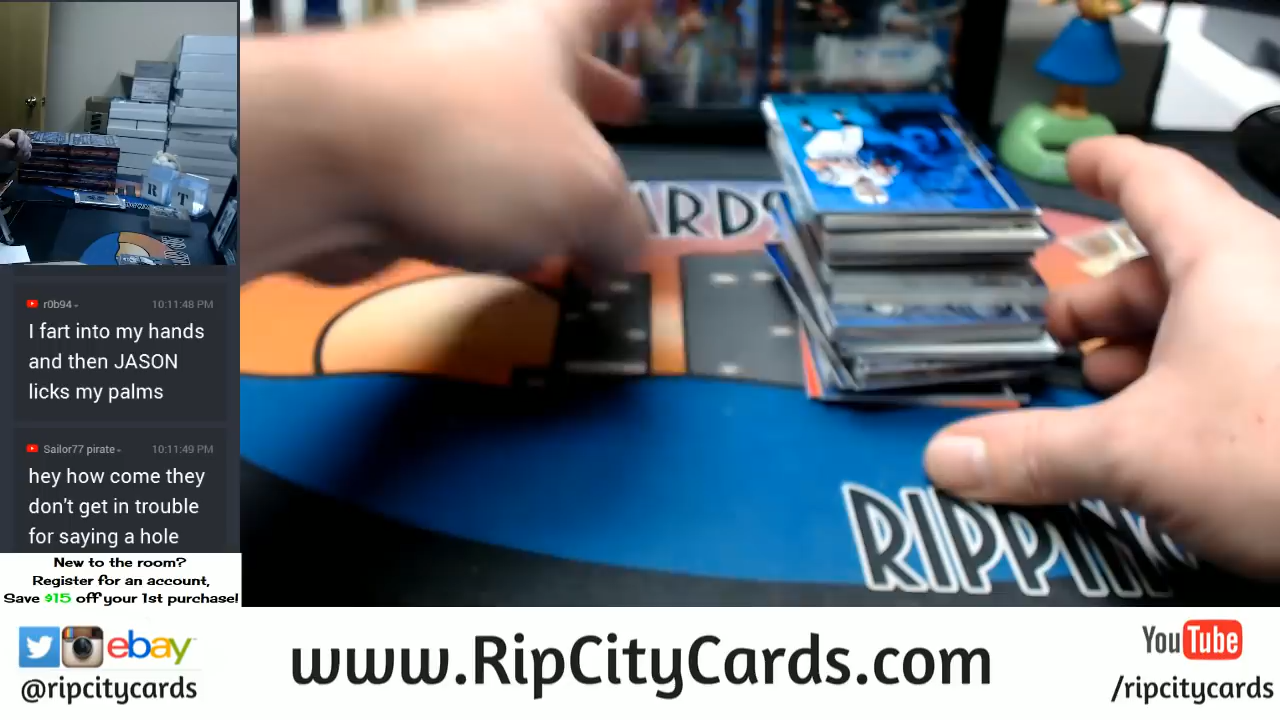 r0b94
10:11:48 PM
I fart into my hands
and then JASON
licks my palms
Sailor77 pirate
10:11:49 PM
hey how come they
don't get in trouble
for saying a hole
New to the room?
Register for an account,
Save $15 off your 1st purchase!
ARDS
RIPPIN
R T
ebay
@ripcitycards
www.RipCityCards.com
YouTube
/ripcitycards